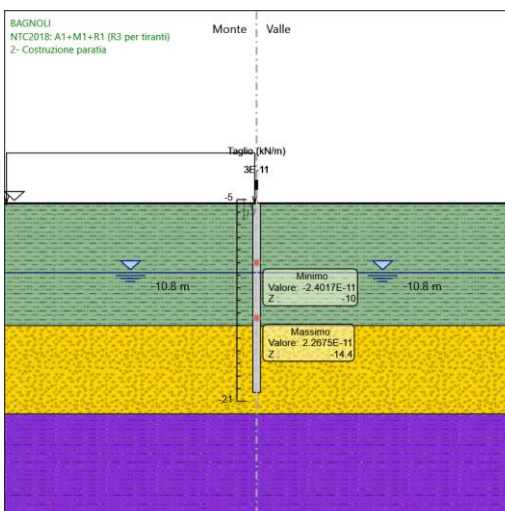 BAGNOLI
NTC2018: A1+M1+R1 (R3 per tiranti)
2- Costruzione paratia
Monte
Valle
Taglio (kN/m)
3E-11
-5
-10.8 m
-10.8 m
Minimo
Valore: -2.4017E-11
Z : -10
Massimo
Valore: 2.2675E-11
Z : -14.4
-21